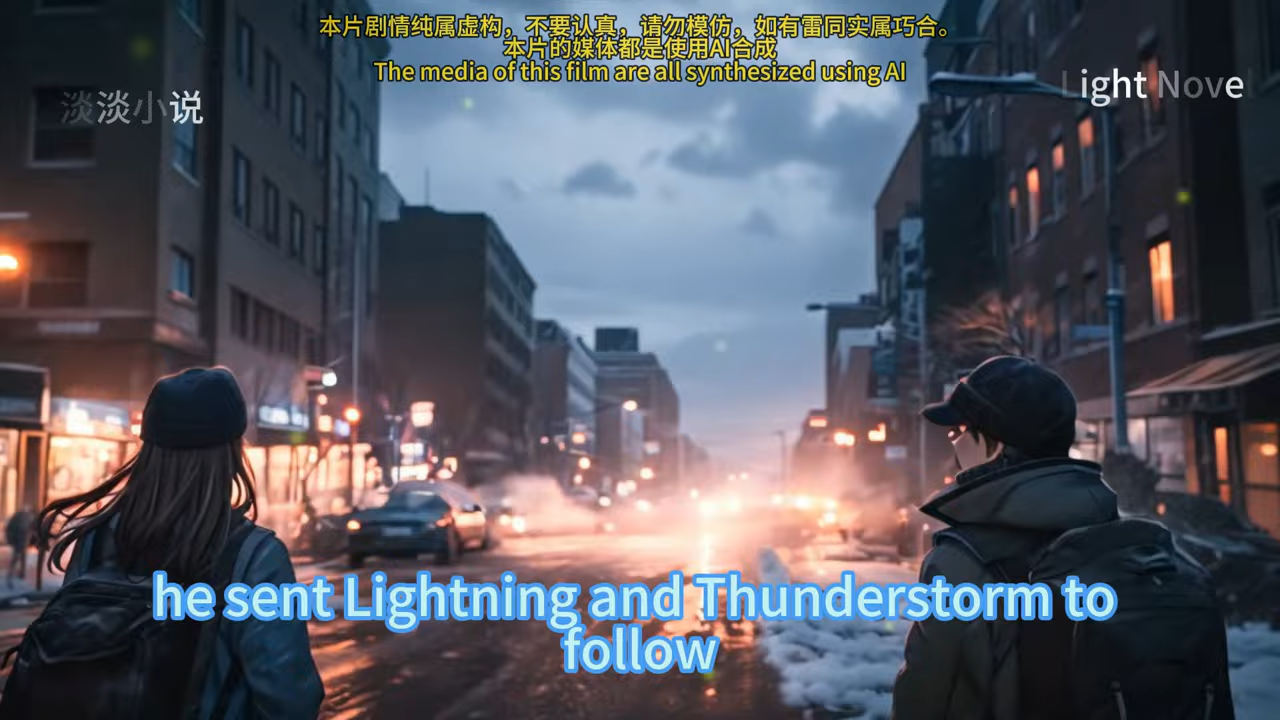 本片剧情纯属虚构，不要认真，请勿模仿，如有雷同实属巧合。
本片的媒体都是使用AI合成
The media of this film are all synthesized using AI
淡淡小说
Light Nove
he sent Lightning and Thunderstorm to
follow